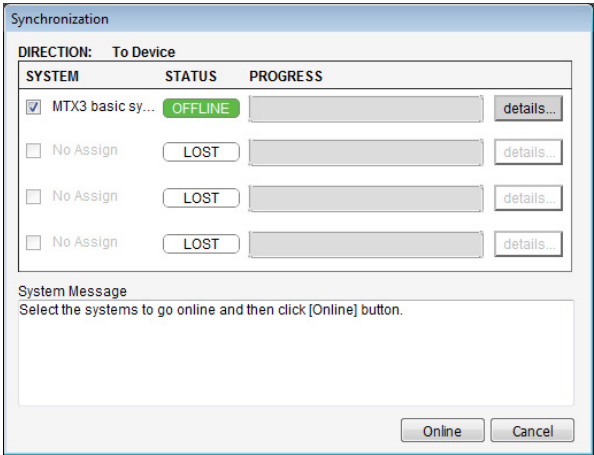 Synchronization
DIRECTION: To Device
SYSTEM STATUS PROGRESS
MTX3 basic sy... OFFLINE details...
No Assign LOST details...
No Assign LOST details...
No Assign LOST details...
System Message
Select the systems to go online and then click [Online] button.
Online Cancel